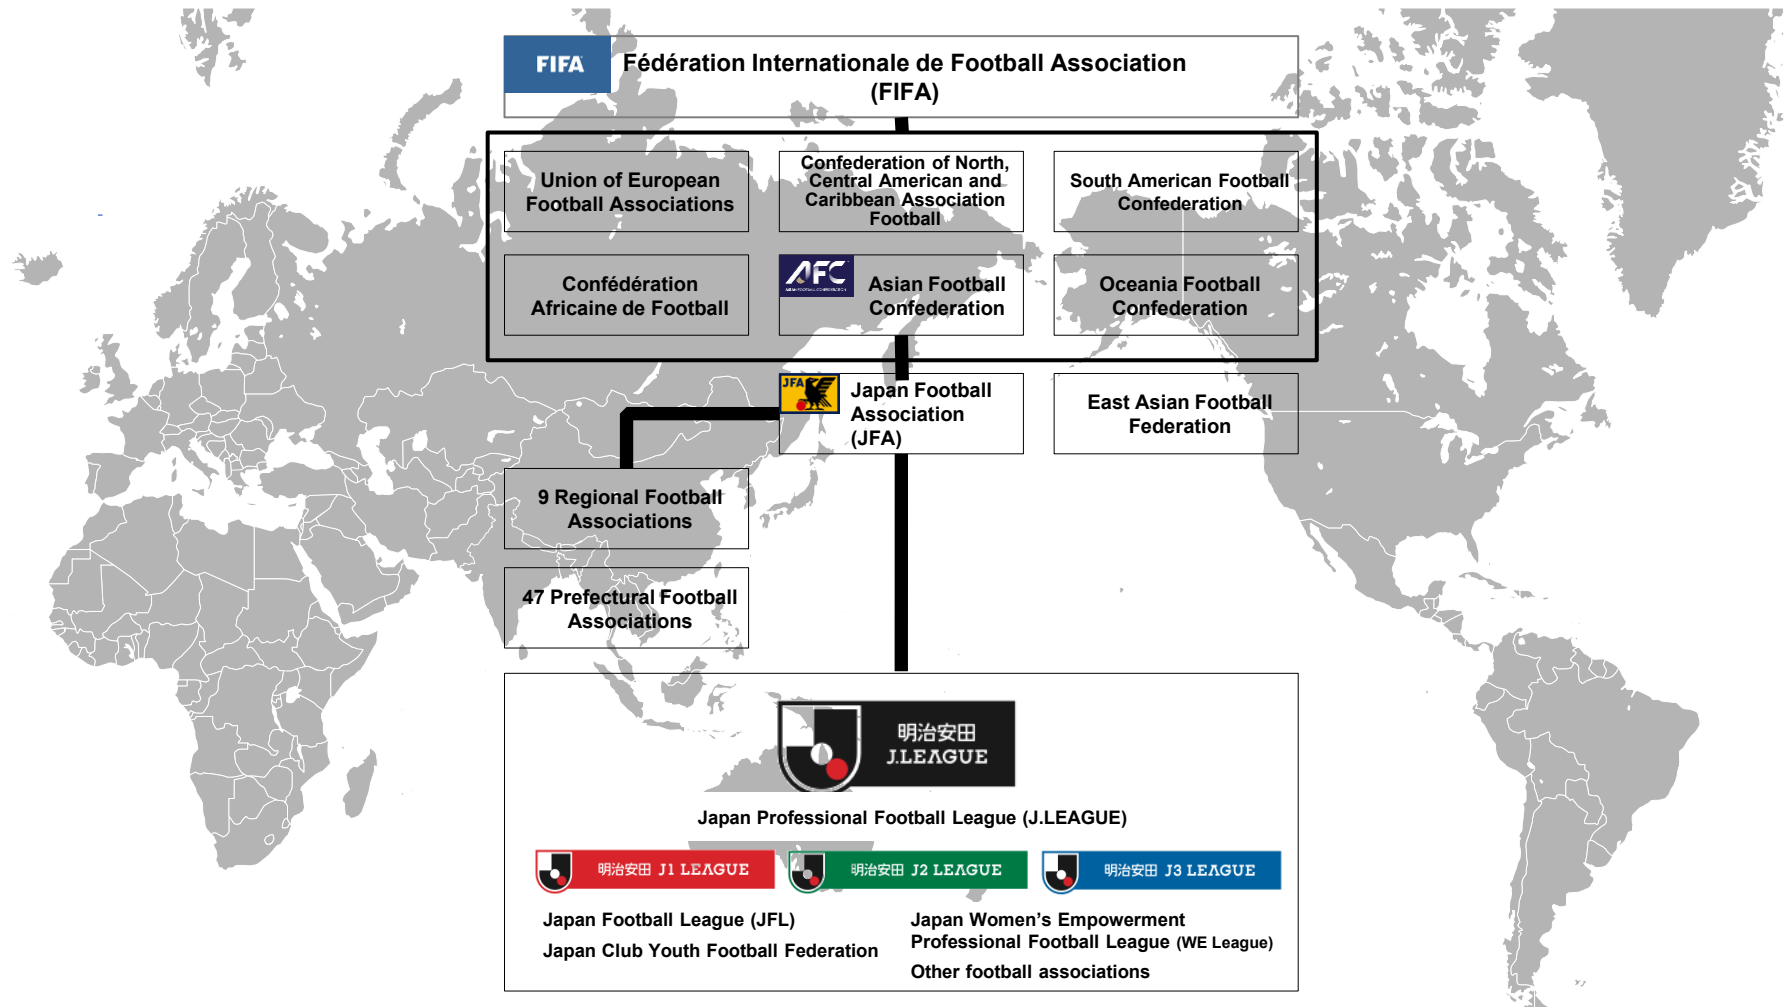 FIFA
Fédération Internationale de Football Association
(FIFA)
Union of European
Football Associations
Confederation of North,
Central American and
Caribbean Association
Football
South American Football
Confederation
Confédération
Africaine de Football
AFC
ASIAN FOOTBALL CONFEDERATION
Asian Football
Confederation
Oceania Football
Confederation
JFA
Japan Football
Association
(JFA)
East Asian Football
Federation
9 Regional Football
Associations
47 Prefectural Football
Associations
明治安田
J.LEAGUE
Japan Professional Football League (J.LEAGUE)
明治安田 J1 LEAGUE
明治安田 J2 LEAGUE
明治安田 J3 LEAGUE
Japan Football League (JFL)
Japan Club Youth Football Federation
Japan Women’s Empowerment
Professional Football League (WE League)
Other football associations